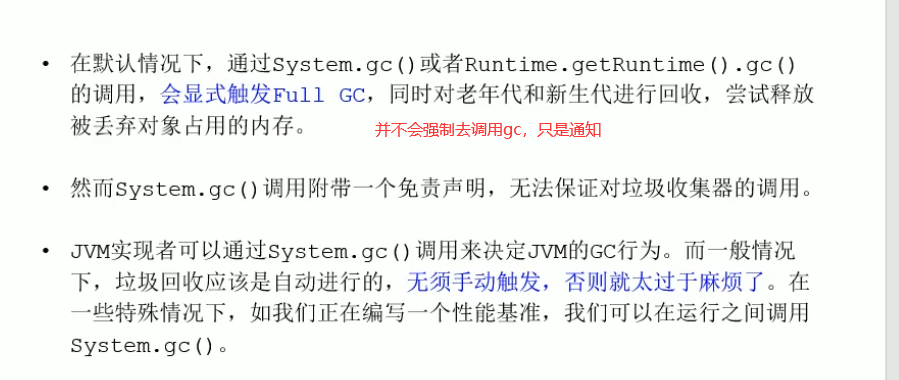 • 在默认情况下，通过System.gc()或者Runtime.getRuntime().gc()
的调用，会显式触发Full GC，同时对老年代和新生代进行回收，尝试释放
被丢弃对象占用的内存。
并不会强制去调用gc，只是通知
• 然而System.gc()调用附带一个免责声明，无法保证对垃圾收集器的调用。
• JVM实现者可以通过System.gc()调用来决定JVM的GC行为。而一般情况
下，垃圾回收应该是自动进行的，无须手动触发，否则就太过于麻烦了。在
一些特殊情况下，如我们正在编写一个性能基准，我们可以在运行之间调用
System.gc()。